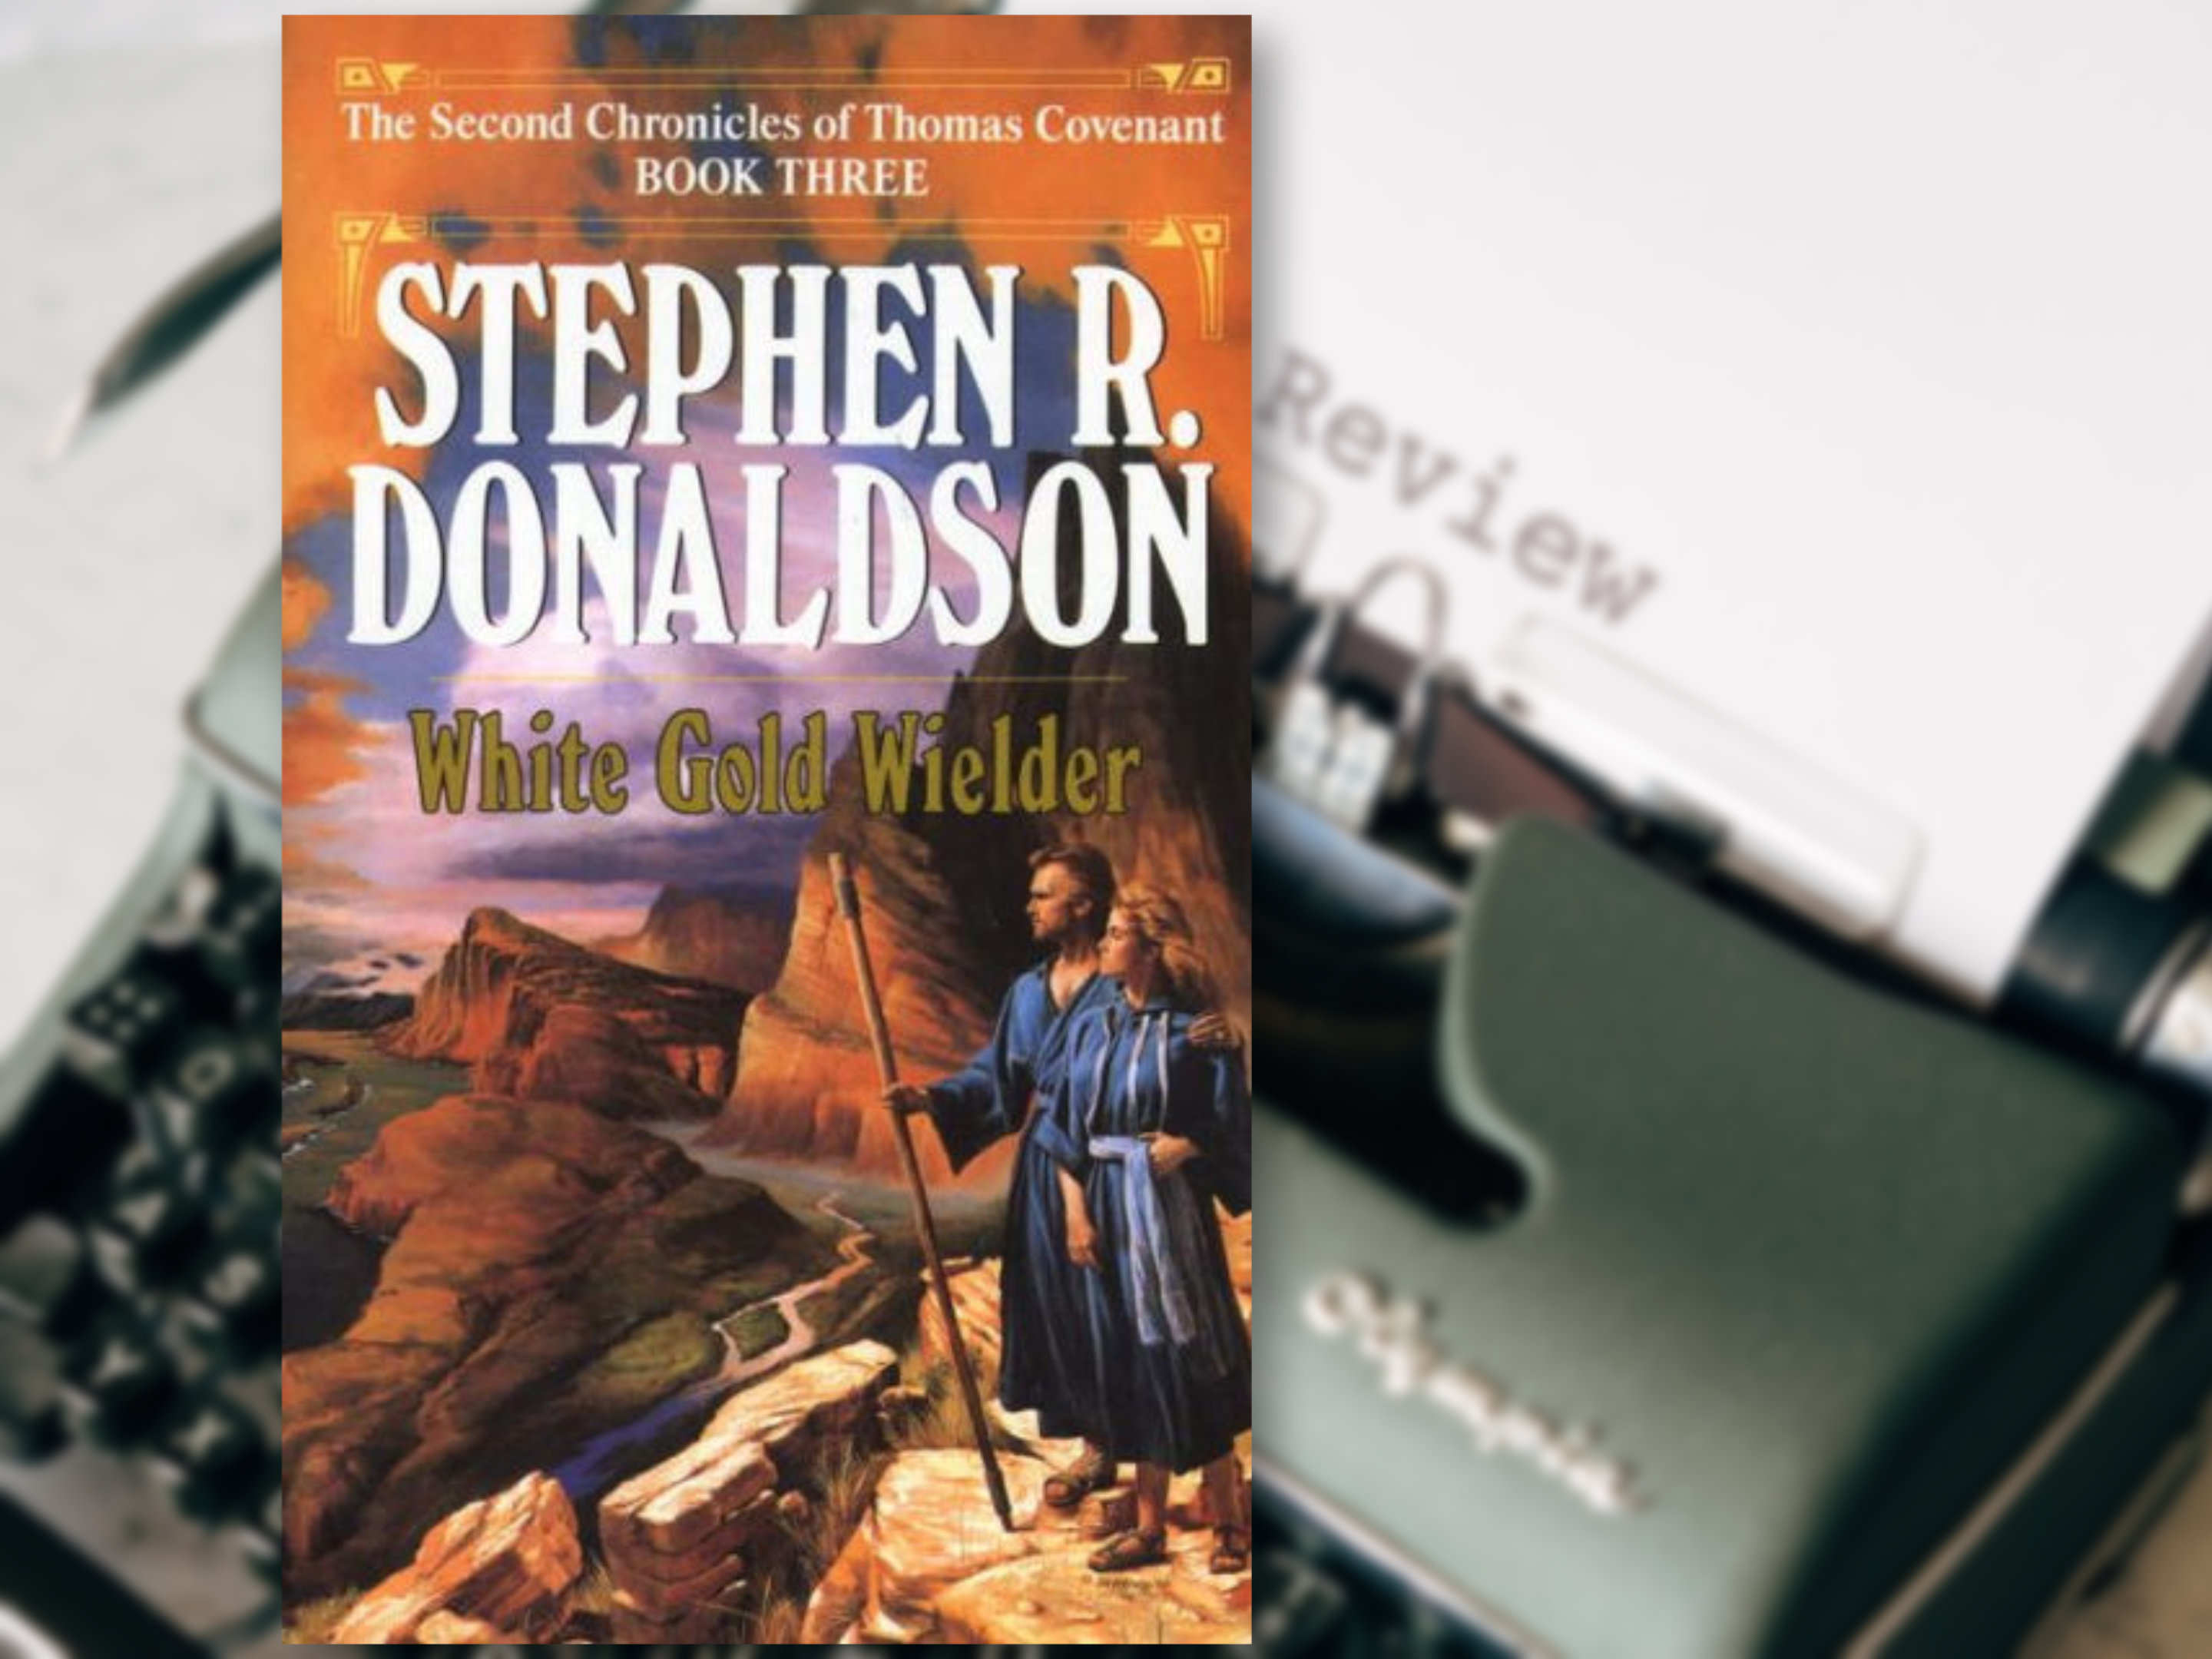 The Second Chronicles of Thomas Covenant
BOOK THREE
STEPHEN R.
DONALDSON
White Gold Wielder
Review
Olympia